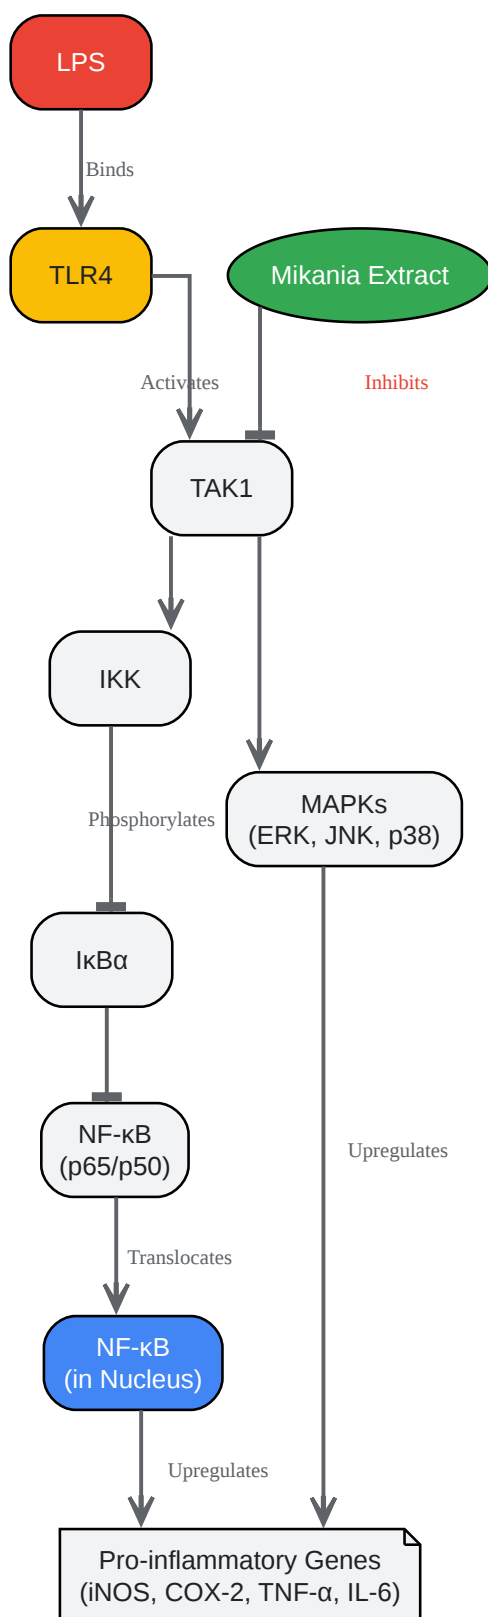 LPS
Binds
TLR4
Mikania Extract
Activates
Inhibits
TAK1
IKK
MAPKs
(ERK, JNK, p38)
Phosphorylates
IκBα
NF-κB
(p65/p50)
Upregulates
Translocates
NF-κB
(in Nucleus)
Upregulates
Pro-inflammatory Genes
(iNOS, COX-2, TNF-α, IL-6)